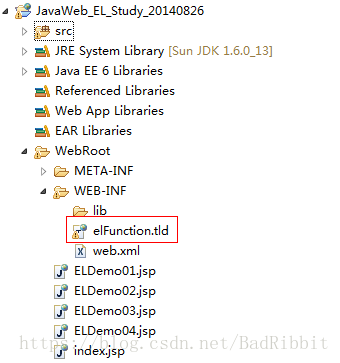 JavaWeb_EL_Study_20140826
src
JRE System Library [Sun JDK 1.6.0_13]
Java EE 6 Libraries
Referenced Libraries
Web App Libraries
EAR Libraries
WebRoot
META-INF
WEB-INF
lib
elFunction.tld
web.xml
ELDemo01.jsp
ELDemo02.jsp
ELDemo03.jsp
ELDemo04.jsp
index.jsp
https://blog.csdn.net/BadRibbit